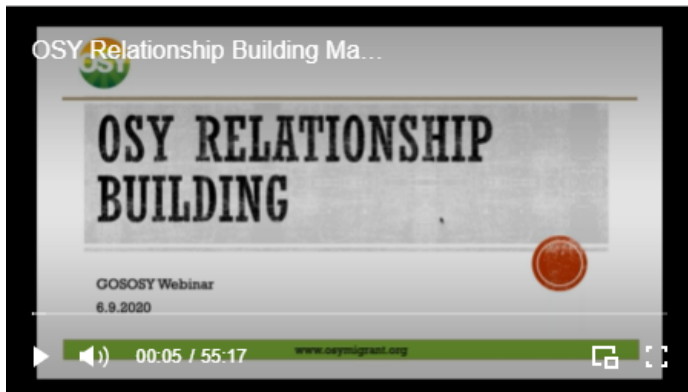 OSY Relationship Building Ma...
OSY
OSY RELATIONSHIP
BUILDING
GOSOSY Webinar
6.9.2020
00:05 / 55:17
www.osymigrant.org